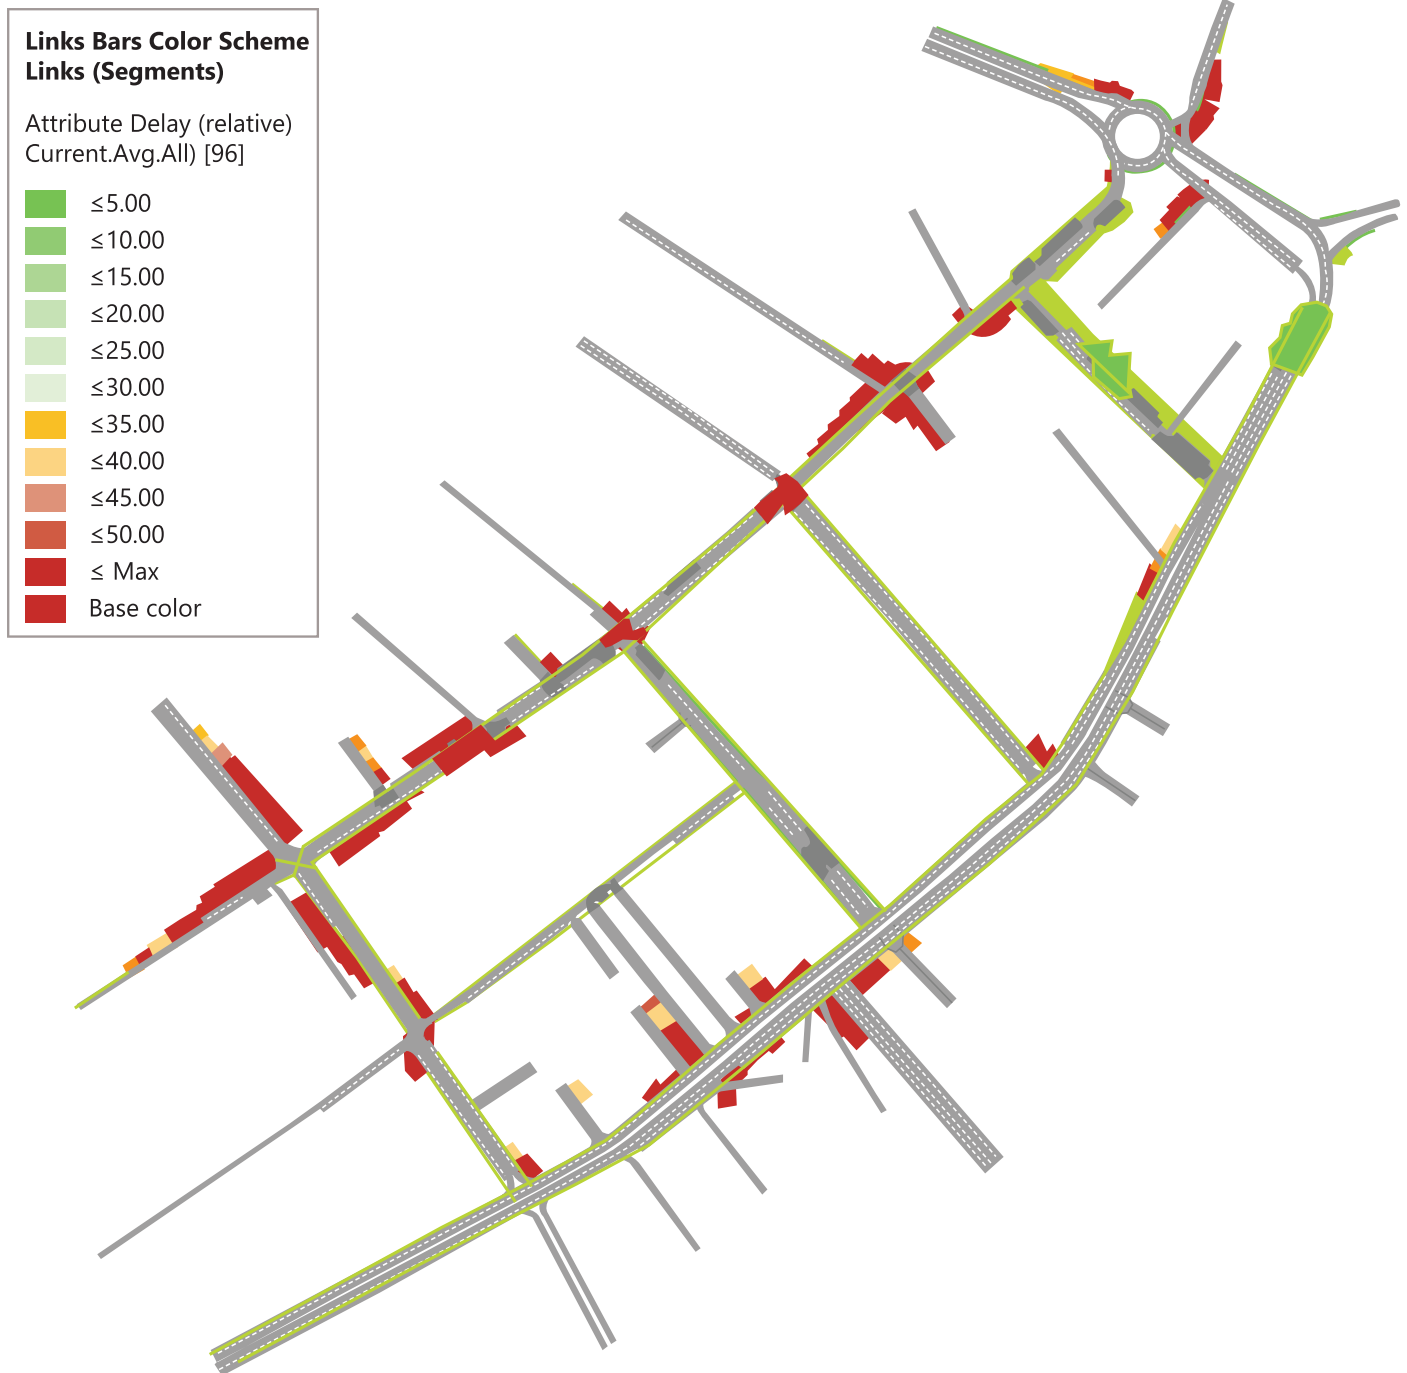 Links Bars Color Scheme
Links (Segments)
Attribute Delay (relative)
Current.Avg.All) [96]
≤5.00
≤10.00
≤15.00
≤20.00
≤25.00
≤30.00
≤35.00
≤40.00
≤45.00
≤50.00
≤ Max
Base color